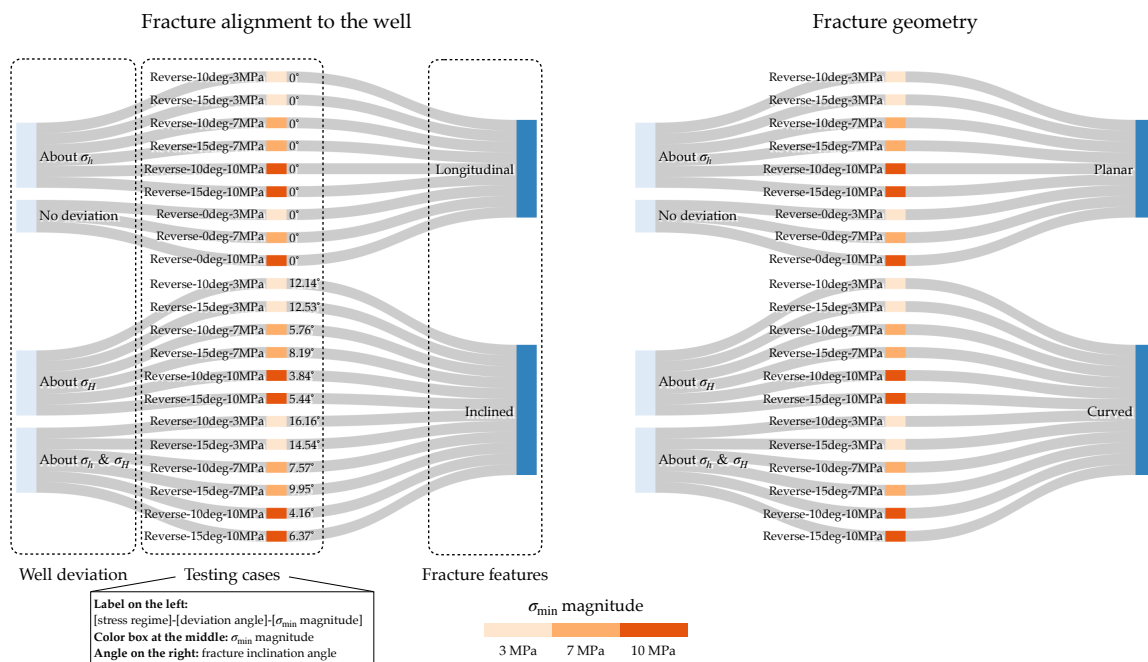 Fracture alignment to the well
Reverse-10deg-3MPa 0°
Reverse-15deg-3MPa 0°
Reverse-10deg-7MPa 0°
About σh
Reverse-15deg-7MPa 0°
Reverse-10deg-10MPa 0°
Longitudinal
Reverse-15deg-10MPa 0°
No deviation
Reverse-0deg-3MPa 0°
Reverse-0deg-7MPa 0°
Reverse-0deg-10MPa 0°
Reverse-10deg-3MPa 12.14°
Reverse-15deg-3MPa 12.53°
Reverse-10deg-7MPa 5.76°
Reverse-15deg-7MPa 8.19°
About σH
Reverse-10deg-10MPa 3.84°
Reverse-15deg-10MPa 5.44°
Inclined
Reverse-10deg-3MPa 16.16°
Reverse-15deg-3MPa 14.54°
About σh & σH
Reverse-10deg-7MPa 7.57°
Reverse-15deg-7MPa 9.95°
Reverse-10deg-10MPa 4.16°
Reverse-15deg-10MPa 6.37°
Well deviation
Testing cases
Fracture features
Label on the left:
[stress regime]-[deviation angle]-[σmin magnitude]
Color box at the middle: σmin magnitude
Angle on the right: fracture inclination angle
Fracture geometry
Reverse-10deg-3MPa
Reverse-15deg-3MPa
Reverse-10deg-7MPa
About σh
Reverse-15deg-7MPa
Reverse-10deg-10MPa
Planar
Reverse-15deg-10MPa
No deviation
Reverse-0deg-3MPa
Reverse-0deg-7MPa
Reverse-0deg-10MPa
Reverse-10deg-3MPa
Reverse-15deg-3MPa
Reverse-10deg-7MPa
Reverse-15deg-7MPa
About σH
Reverse-10deg-10MPa
Reverse-15deg-10MPa
Curved
Reverse-10deg-3MPa
Reverse-15deg-3MPa
About σh & σH
Reverse-10deg-7MPa
Reverse-15deg-7MPa
Reverse-10deg-10MPa
Reverse-15deg-10MPa
σmin magnitude
3 MPa 7 MPa 10 MPa